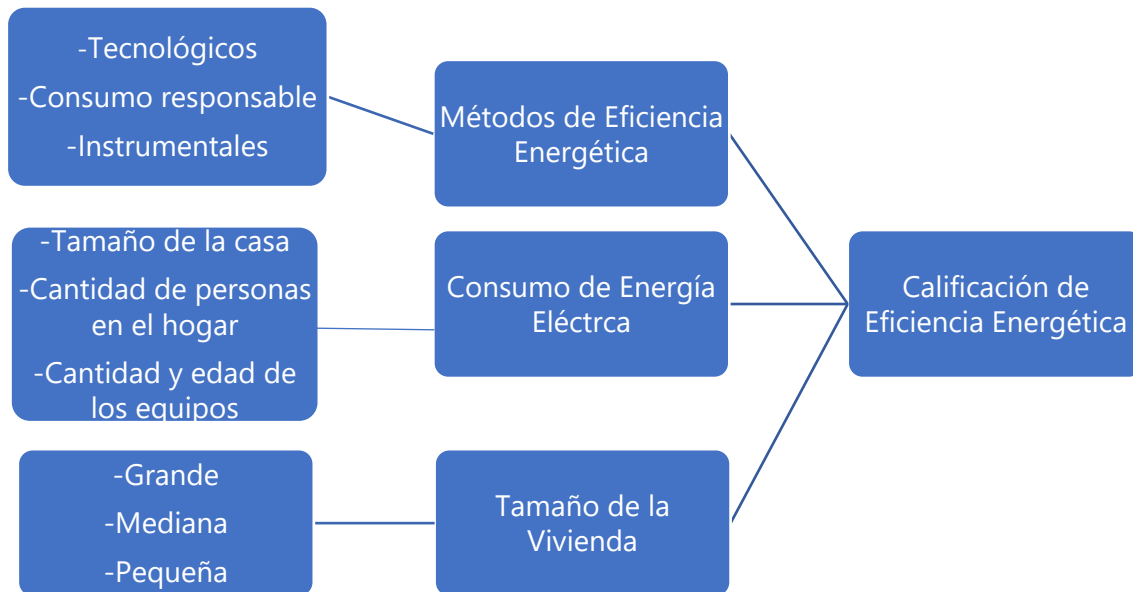 -Tecnológicos
-Consumo responsable
-Instrumentales
Métodos de Eficiencia
Energética
-Tamaño de la casa
-Cantidad de personas
en el hogar
-Cantidad y edad de
los equipos
Consumo de Energía
Eléctrca
Calificación de
Eficiencia Energética
-Grande
-Mediana
-Pequeña
Tamaño de la
Vivienda